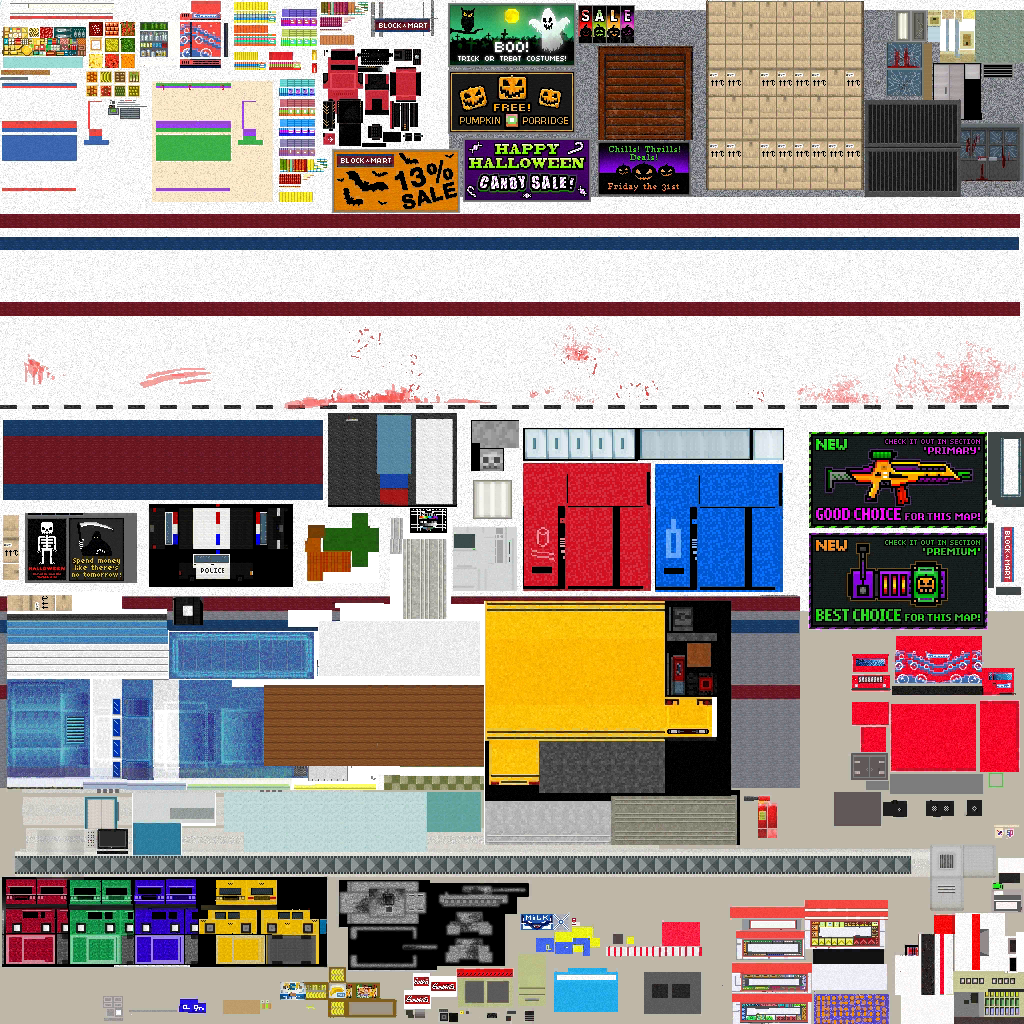 BLOCK MART
BOO!
TRICK OR TREAT COSTUMES!
SALE
FREE!
PUMPKIN PORRIDGE
BLOCK MART
13%
SALE
HAPPY
HALLOWEEN
CANDY SALE!
Chills! Thrills!
Deals!
Friday the 31st
NEW
CHECK IT OUT IN SECTION
'PRIMARY'
GOOD CHOICE FOR THIS MAP!
NEW
CHECK IT OUT IN SECTION
'PREMIUM'
BEST CHOICE FOR THIS MAP!
BLOCK MART
HALLOWEEN
Spend money
like there's
no tomorrow!
POLICE
MILK